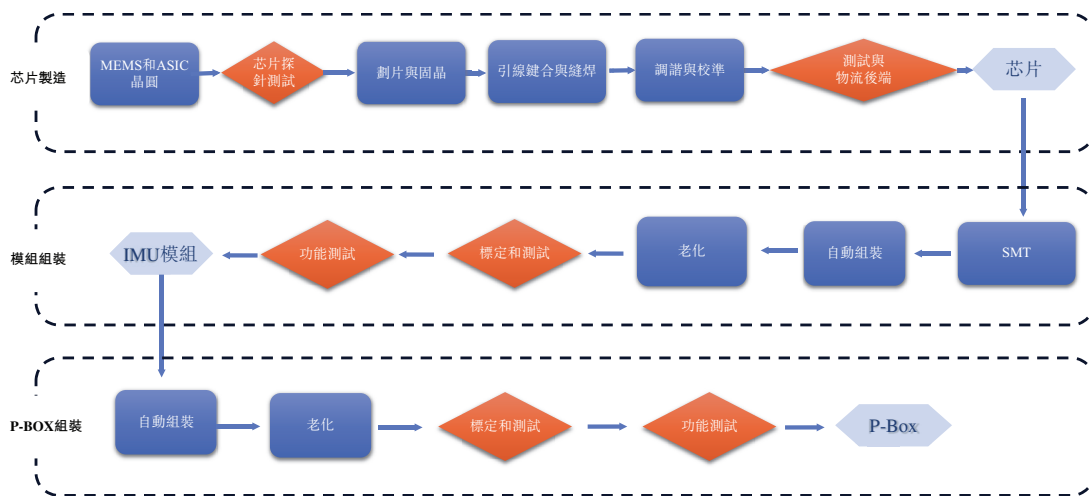 芯片製造
MEMS和ASIC
晶圓
芯片探
針測試
劃片與固晶
引線鍵合與縫焊
調諧與校準
測試與
物流後端
芯片
模組組裝
IMU模組
功能測試
標定和測試
老化
自動組裝
SMT
P-BOX組裝
自動組裝
老化
標定和測試
功能測試
P-Box